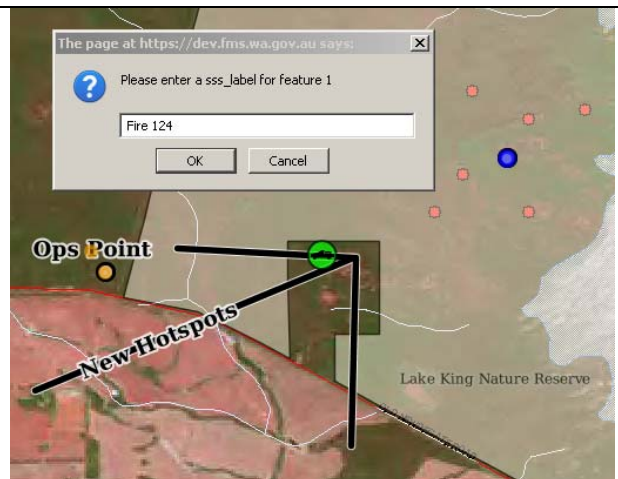 The page at https://dev.fms.wa.gov.au says:
Please enter a sss_label for feature 1
Fire 124
OK
Cancel
Ops Point
New Hotspots
Lake King Nature Reserve